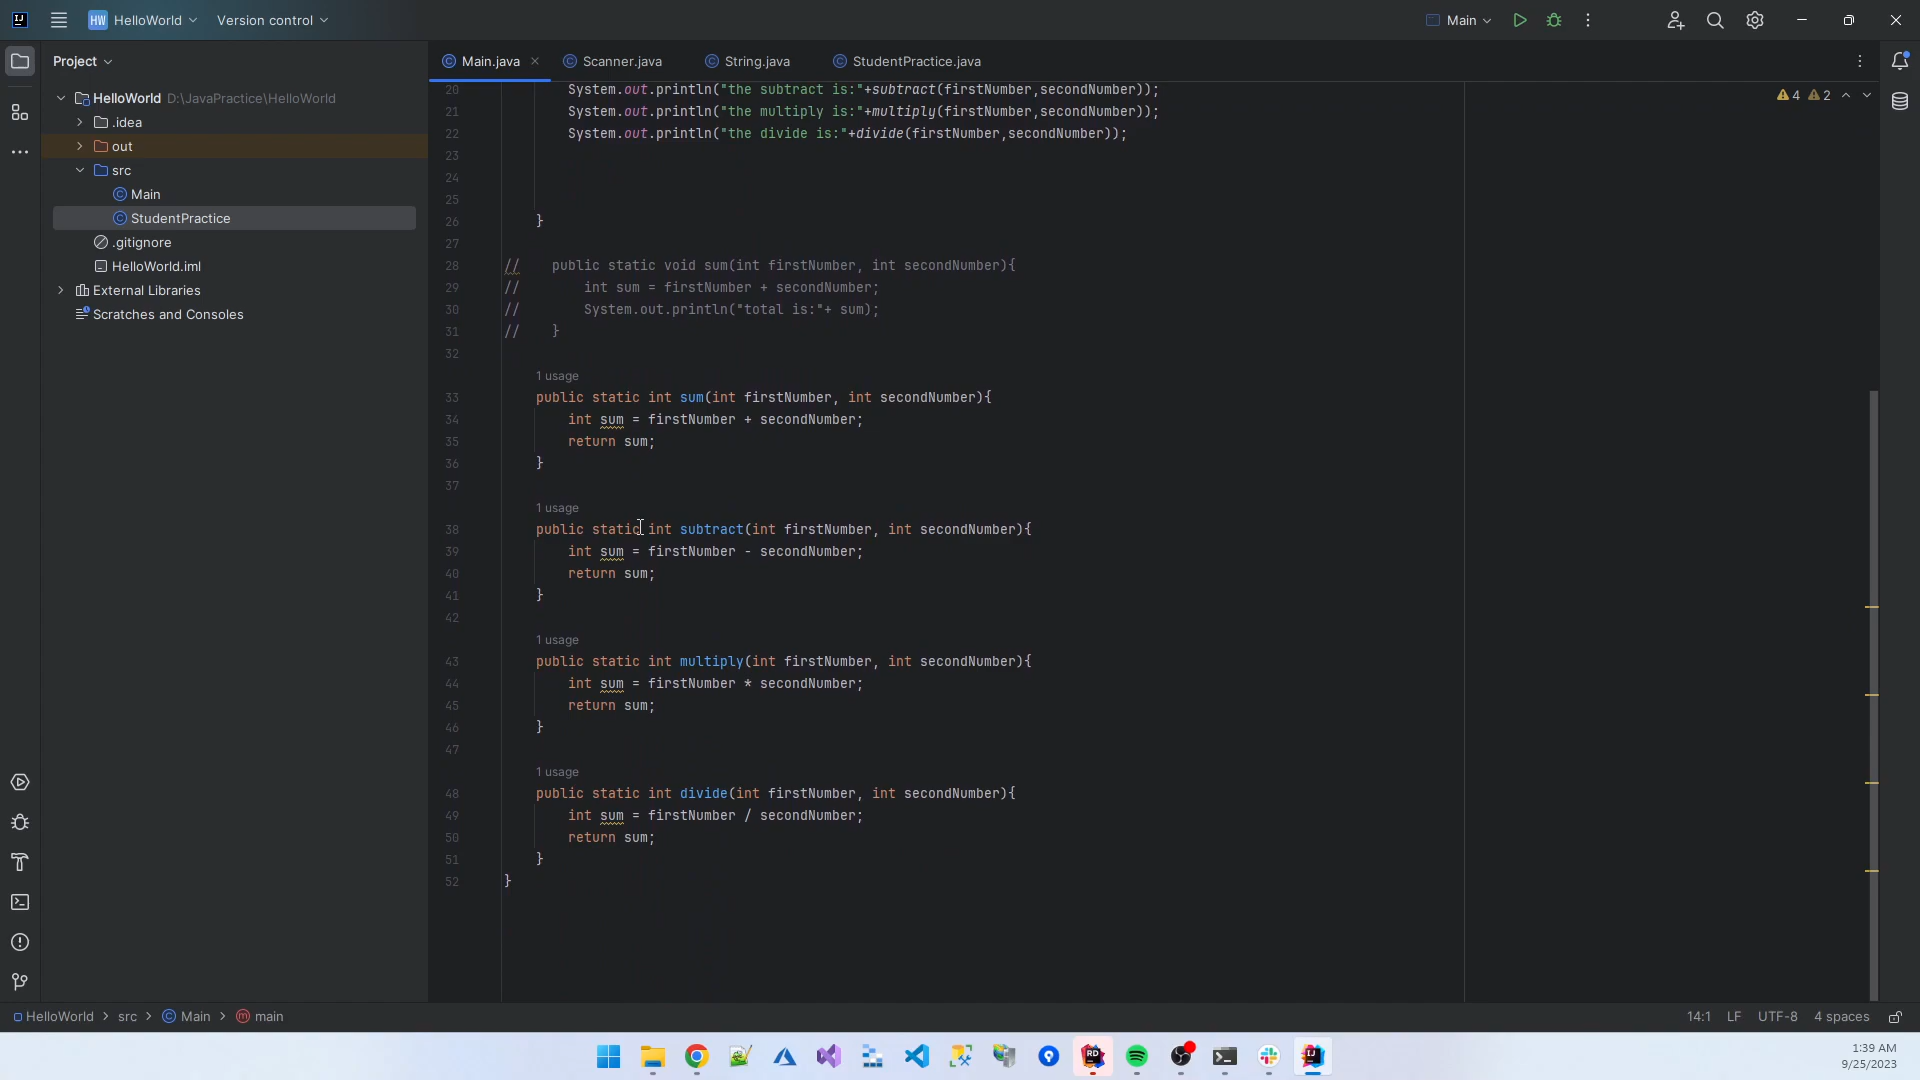 HW HelloWorld Version control Main
Project
Main.java Scanner.java String.java StudentPractice.java
HelloWorld D:\JavaPractice\HelloWorld
.idea
out
src
Main
StudentPractice
.gitignore
HelloWorld.iml
External Libraries
Scratches and Consoles
4 2
20 System.out.println("the subtract is:"+subtract(firstNumber,secondNumber));
21 System.out.println("the multiply is:"+multiply(firstNumber,secondNumber));
22 System.out.println("the divide is:"+divide(firstNumber,secondNumber));
23
24
25
26 }
27
28 // public static void sum(int firstNumber, int secondNumber){
29 // int sum = firstNumber + secondNumber;
30 // System.out.println("total is:"+ sum);
31 // }
32
1 usage
33 public static int sum(int firstNumber, int secondNumber){
34 int sum = firstNumber + secondNumber;
35 return sum;
36 }
37
1 usage
38 public static int subtract(int firstNumber, int secondNumber){
39 int sum = firstNumber - secondNumber;
40 return sum;
41 }
42
1 usage
43 public static int multiply(int firstNumber, int secondNumber){
44 int sum = firstNumber * secondNumber;
45 return sum;
46 }
47
1 usage
48 public static int divide(int firstNumber, int secondNumber){
49 int sum = firstNumber / secondNumber;
50 return sum;
51 }
52 }
HelloWorld > src > Main > main 14:1 LF UTF-8 4 spaces
1:39 AM
9/25/2023